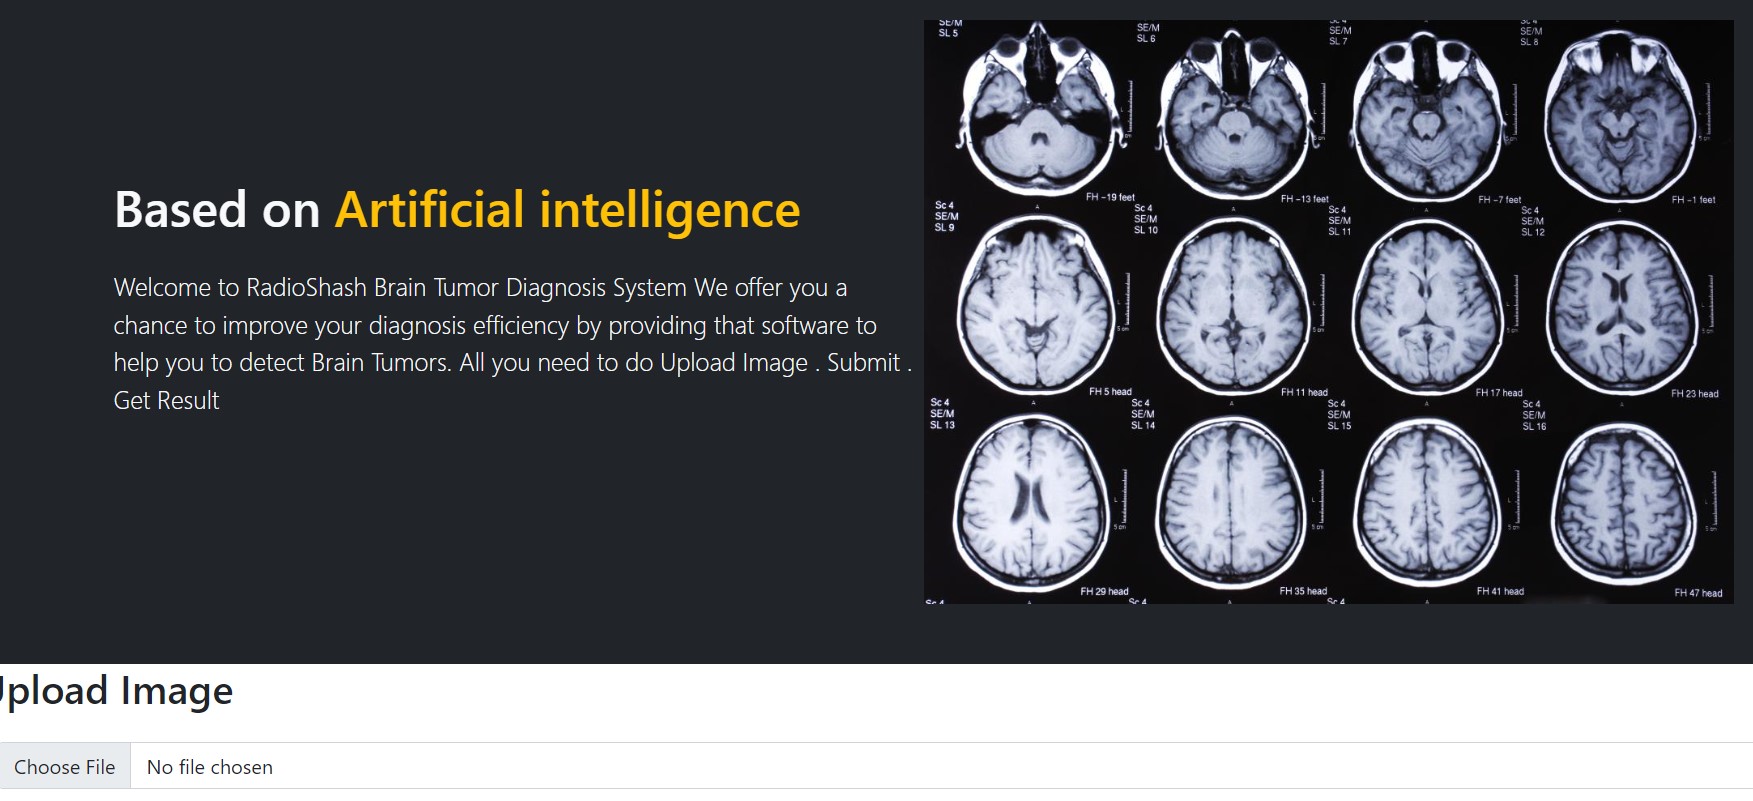 Based on Artificial intelligence
Welcome to RadioShash Brain Tumor Diagnosis System We offer you a
chance to improve your diagnosis efficiency by providing that software to
help you to detect Brain Tumors. All you need to do Upload Image . Submit .
Get Result
SE/M
SL 5
SE/M
SL 6
SE/M
SL 7
SE/M
SL 8
FH -19 feet
FH -13 feet
FH -7 feet
FH -1 feet
Sc 4
SE/M
SL 9
Sc 4
SE/M
SL 10
Sc 4
SE/M
SL 11
Sc 4
SE/M
SL 12
FH 5 head
FH 11 head
FH 17 head
FH 23 head
Sc 4
SE/M
SL 13
Sc 4
SE/M
SL 14
Sc 4
SE/M
SL 15
Sc 4
SE/M
SL 16
FH 29 head
FH 35 head
FH 41 head
FH 47 head
Upload Image
Choose File No file chosen